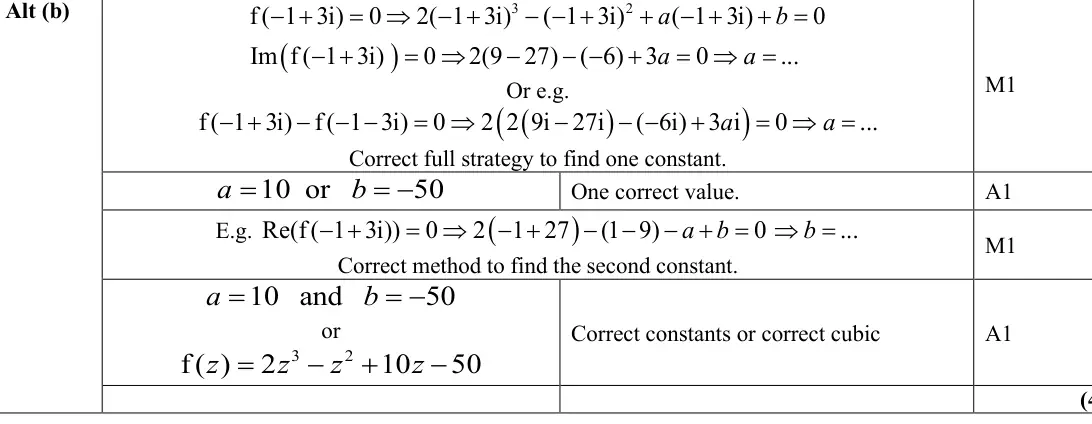 Alt (b)
f(−1+3i) = 0 ⇒ 2(−1+3i)³ − (−1+3i)² + a(−1+3i) + b = 0
Im(f(−1+3i)) = 0 ⇒ 2(9−27) − (−6) + 3a = 0 ⇒ a = ...
Or e.g.
f(−1+3i) − f(−1−3i) = 0 ⇒ 2(2(9i−27i) − (−6i) + 3ai) = 0 ⇒ a = ...
Correct full strategy to find one constant.
M1
a = 10 or b = −50
One correct value.
A1
E.g. Re(f(−1+3i)) = 0 ⇒ 2(−1+27) − (1−9) − a + b = 0 ⇒ b = ...
Correct method to find the second constant.
M1
a = 10 and b = −50
or
f(z) = 2z³ − z² + 10z − 50
Correct constants or correct cubic
A1
(4